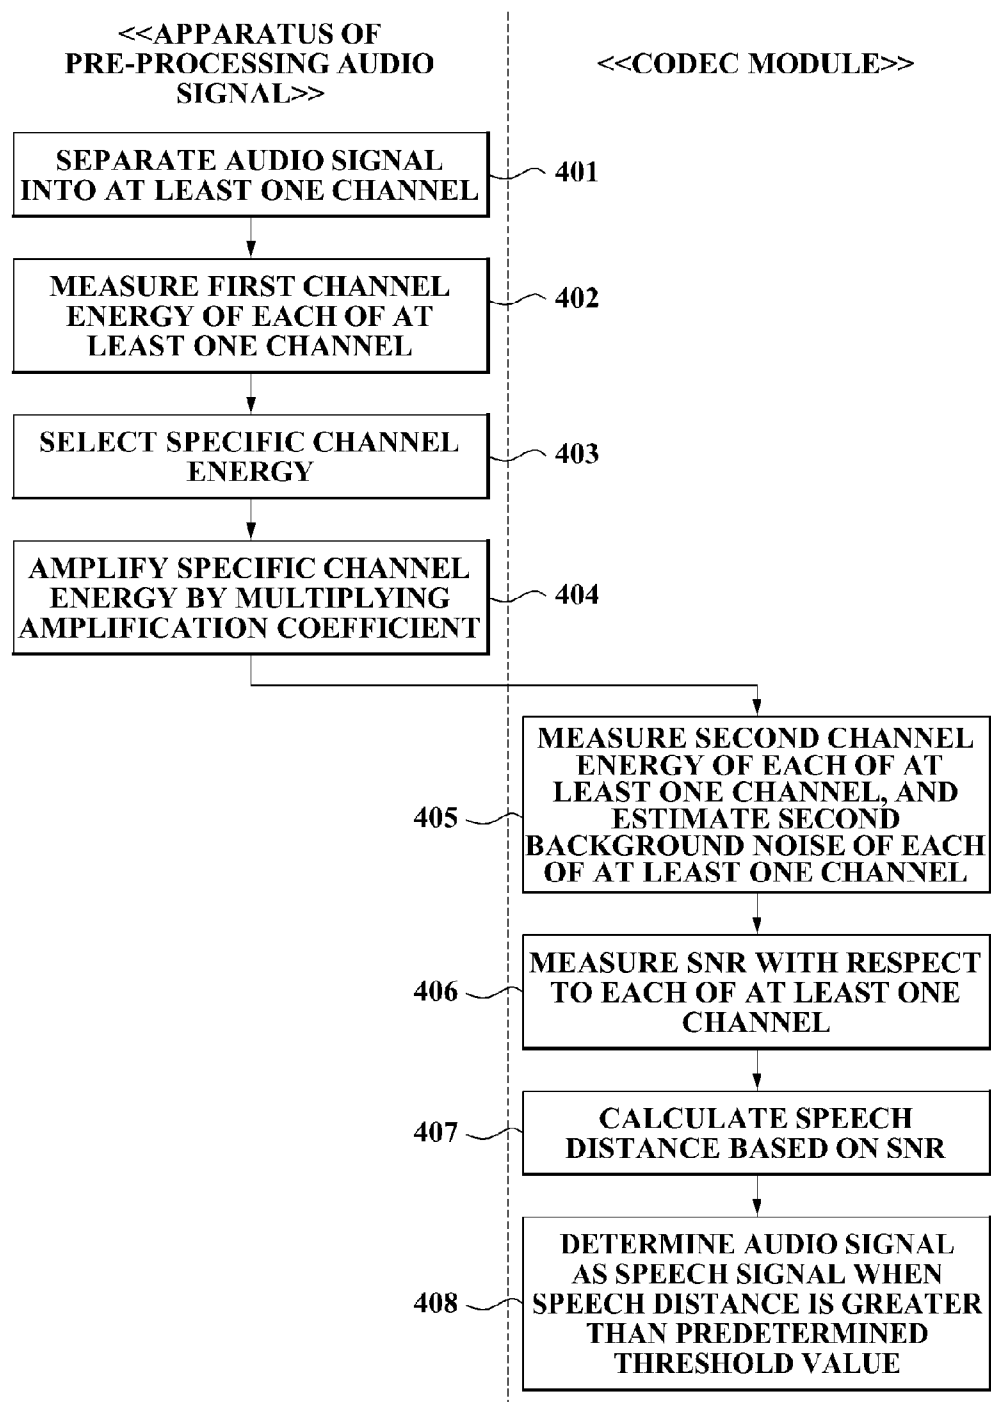 <<APPARATUS OF
PRE-PROCESSING AUDIO
SIGNAL>>
<<CODEC MODULE>>
SEPARATE AUDIO SIGNAL
INTO AT LEAST ONE CHANNEL
401
MEASURE FIRST CHANNEL
ENERGY OF EACH OF AT
LEAST ONE CHANNEL
402
SELECT SPECIFIC CHANNEL
ENERGY
403
AMPLIFY SPECIFIC CHANNEL
ENERGY BY MULTIPLYING
AMPLIFICATION COEFFICIENT
404
MEASURE SECOND CHANNEL
ENERGY OF EACH OF AT
LEAST ONE CHANNEL, AND
ESTIMATE SECOND
BACKGROUND NOISE OF EACH
OF AT LEAST ONE CHANNEL
405
MEASURE SNR WITH RESPECT
TO EACH OF AT LEAST ONE
CHANNEL
406
CALCULATE SPEECH
DISTANCE BASED ON SNR
407
DETERMINE AUDIO SIGNAL
AS SPEECH SIGNAL WHEN
SPEECH DISTANCE IS GREATER
THAN PREDETERMINED
THRESHOLD VALUE
408